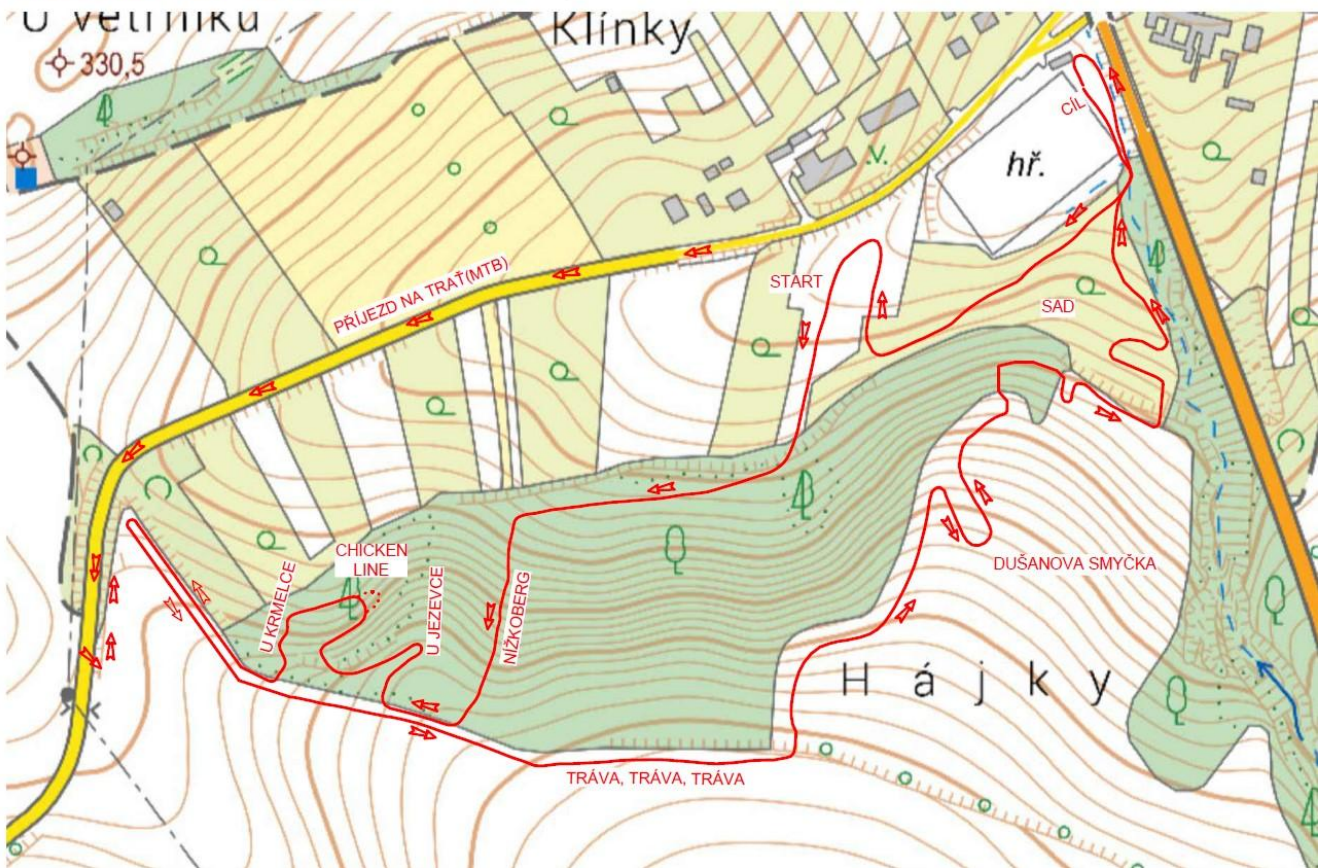 U Větrníku
Klínky
330,5
CÍL
hř.
v.
START
PŘÍJEZD NA TRAŤ(MTB)
SAD
CHICKEN
LINE
U KRMELCE
U JEZEVCE
NÍŽKOBERG
DUŠANOVA SMYČKA
Hájky
TRÁVA, TRÁVA, TRÁVA